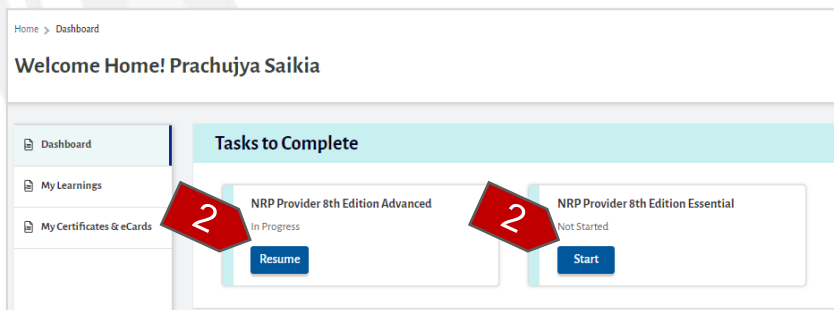 Home > Dashboard
Welcome Home! Prachujya Saikia
Dashboard
My Learnings
My Certificates & eCards
Tasks to Complete
NRP Provider 8th Edition Advanced
In Progress
Resume
2
NRP Provider 8th Edition Essential
Not Started
Start
2